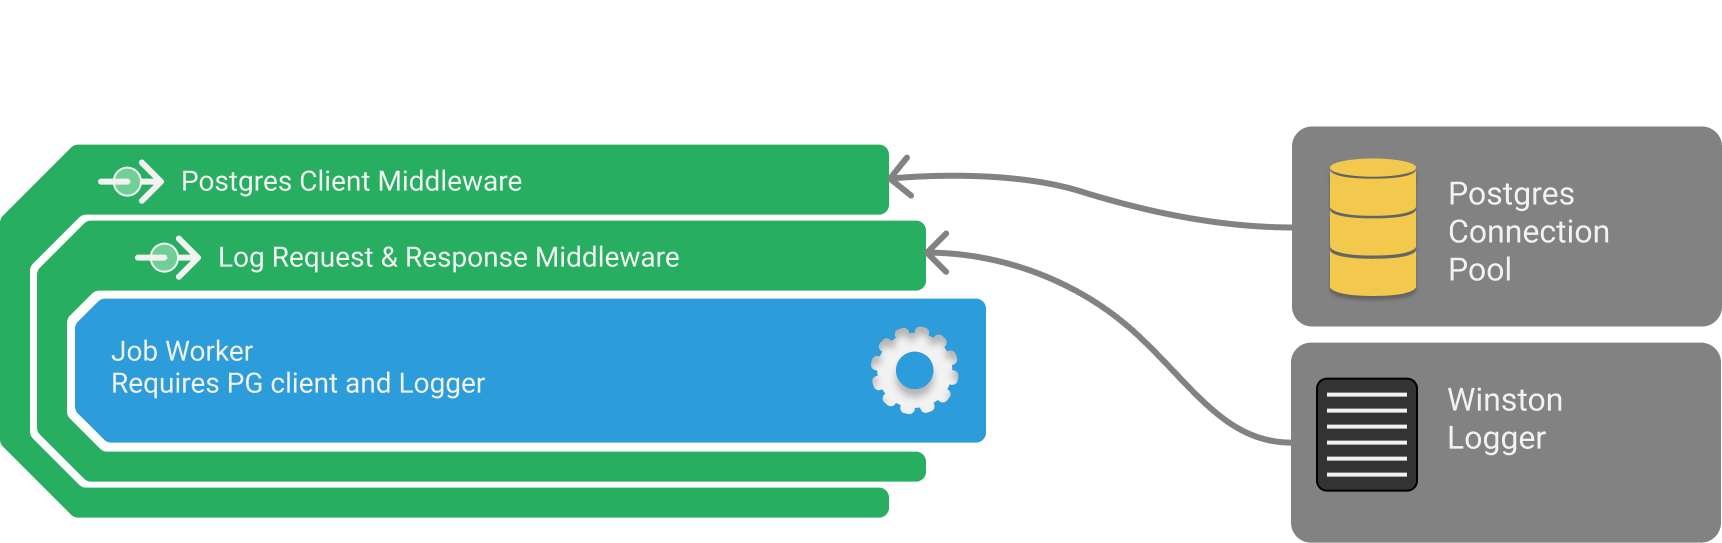 Postgres Client Middleware
Log Request & Response Middleware
Job Worker
Requires PG client and Logger
Postgres
Connection
Pool
Winston
Logger